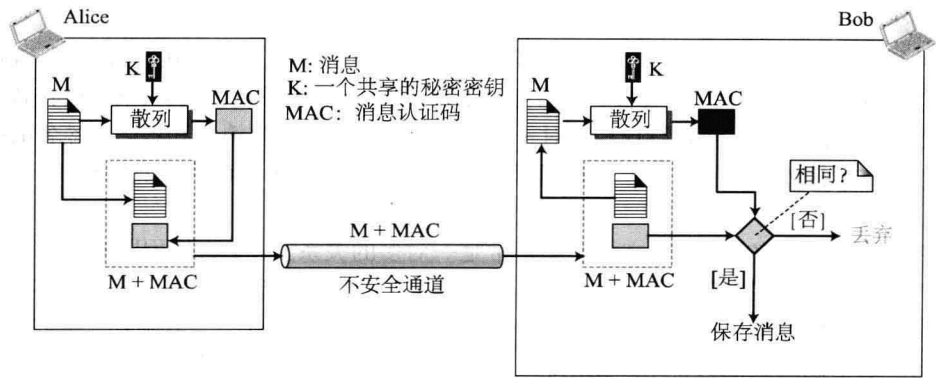 Alice
Bob
K
M
散列
MAC
M + MAC
M: 消息
K: 一个共享的秘密密钥
MAC: 消息认证码
M + MAC
不安全通道
K
M
散列
MAC
相同?
[否]
丢弃
[是]
M + MAC
保存消息